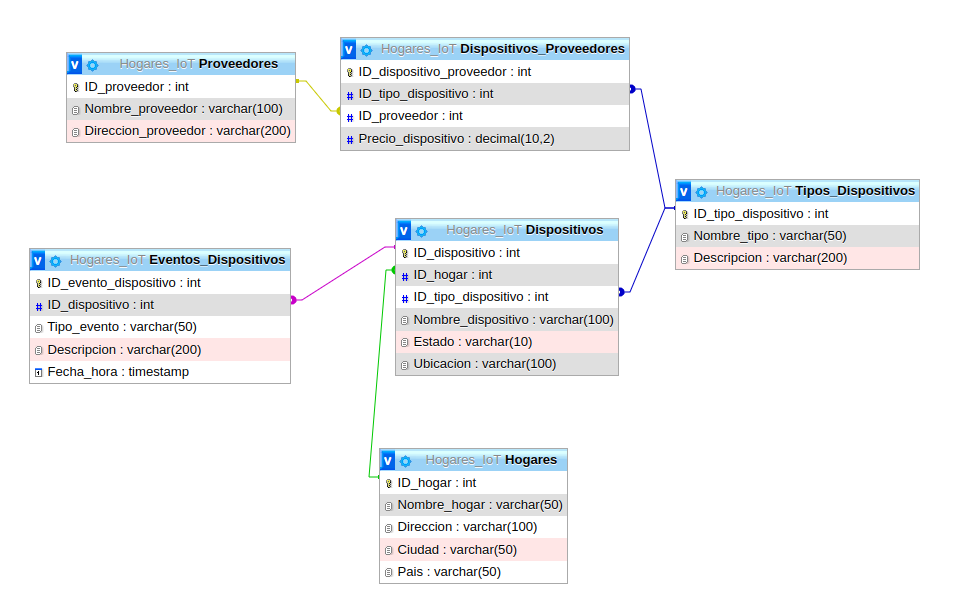 Hogares_IoT Proveedores
ID_proveedor : int
Nombre_proveedor : varchar(100)
Direccion_proveedor : varchar(200)
Hogares_IoT Dispositivos_Proveedores
ID_dispositivo_proveedor : int
ID_tipo_dispositivo : int
ID_proveedor : int
Precio_dispositivo : decimal(10,2)
Hogares_IoT Tipos_Dispositivos
ID_tipo_dispositivo : int
Nombre_tipo : varchar(50)
Descripcion : varchar(200)
Hogares_IoT Dispositivos
ID_dispositivo : int
ID_hogar : int
ID_tipo_dispositivo : int
Nombre_dispositivo : varchar(100)
Estado : varchar(10)
Ubicacion : varchar(100)
Hogares_IoT Eventos_Dispositivos
ID_evento_dispositivo : int
ID_dispositivo : int
Tipo_evento : varchar(50)
Descripcion : varchar(200)
Fecha_hora : timestamp
Hogares_IoT Hogares
ID_hogar : int
Nombre_hogar : varchar(50)
Direccion : varchar(100)
Ciudad : varchar(50)
Pais : varchar(50)